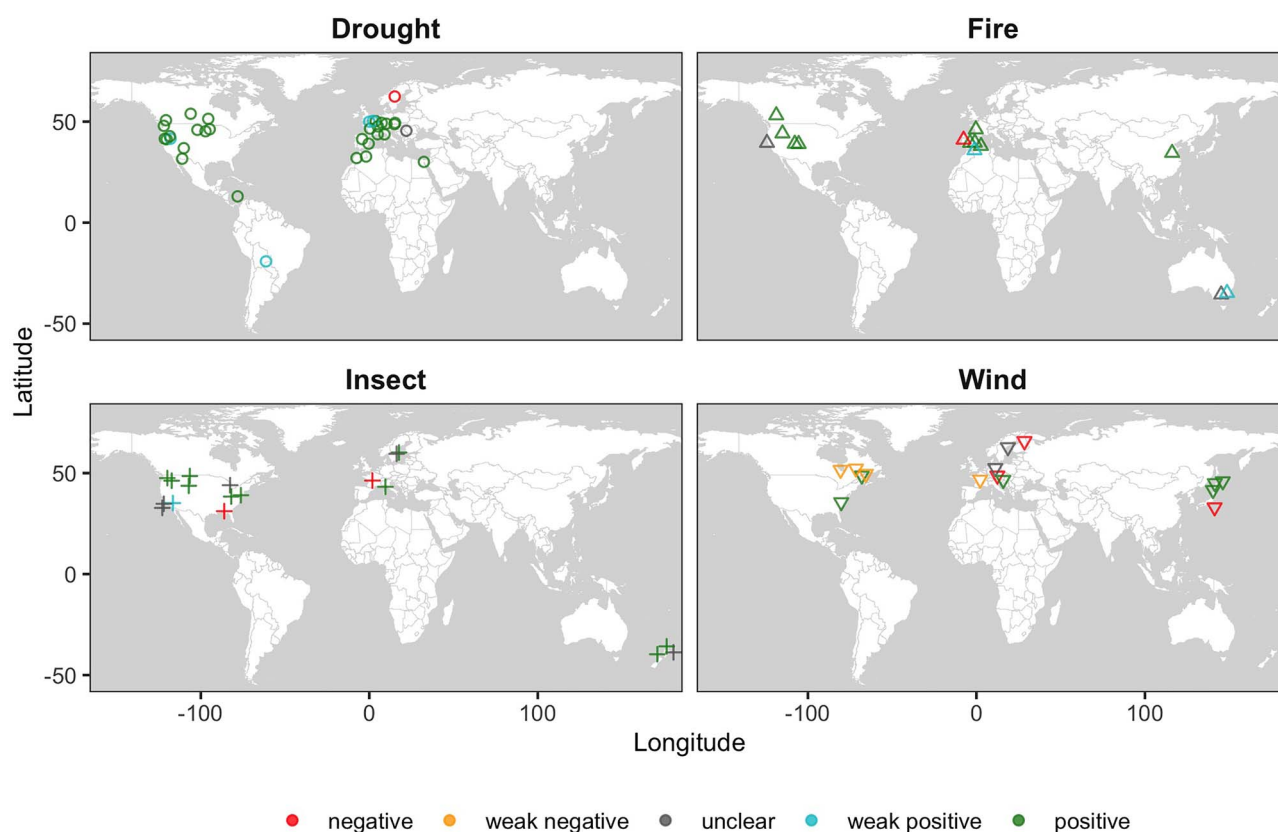 Drought Fire
50
0
-50
Latitude
Insect Wind
50
0
-50
-100 0 100 -100 0 100
Longitude
negative weak negative unclear weak positive positive